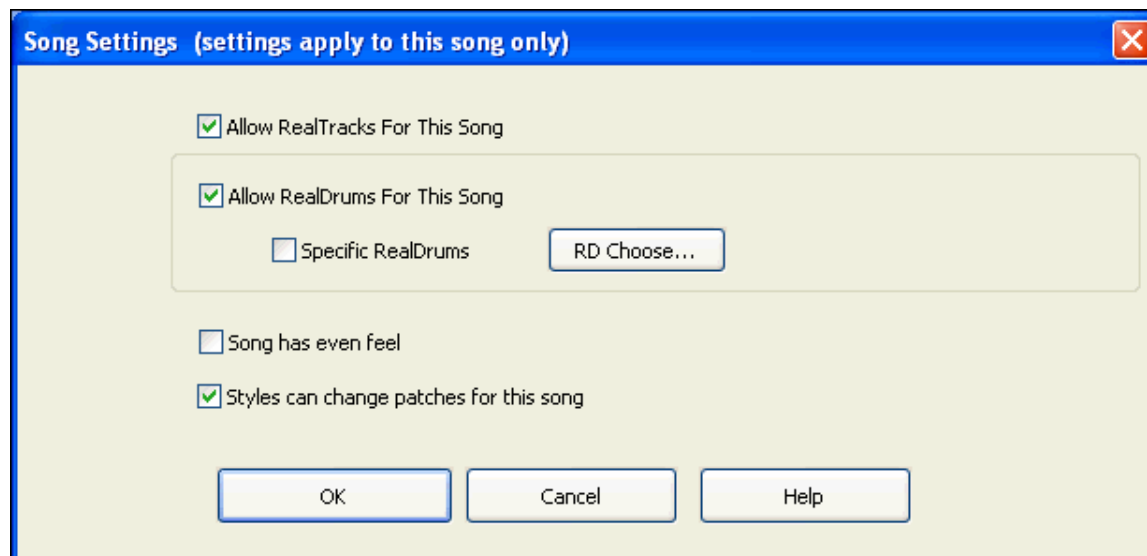 Song Settings (settings apply to this song only)
Allow RealTracks For This Song
Allow RealDrums For This Song
Specific RealDrums RD Choose...
Song has even feel
Styles can change patches for this song
OK Cancel Help